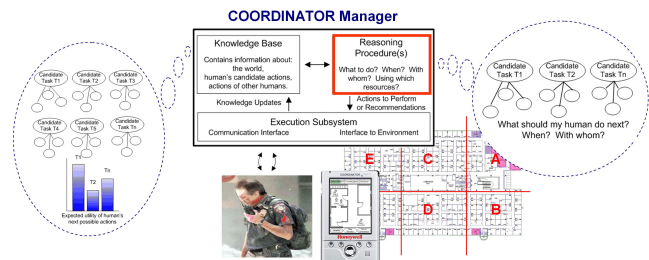 COORDINATOR Manager
Knowledge Base
Contains information about:
the world,
human's candidate actions,
actions of other humans.
Reasoning
Procedure(s)
What to do? When? With
whom? Using which
resources?
Knowledge Updates
Actions to Perform
or Recommendations
Execution Subsystem
Communication Interface Interface to Environment
Candidate
Task T1
Candidate
Task T2
Candidate
Task T3
Candidate
Task T4
Candidate
Task T5
Candidate
Task Tn
T1
T2
Tn
Expected utility of human's
next possible actions
Candidate
Task T1
Candidate
Task T2
Candidate
Task Tn
What should my human do next?
When? With whom?
E
C
A
D
B
COORDINATOR
Honeywell